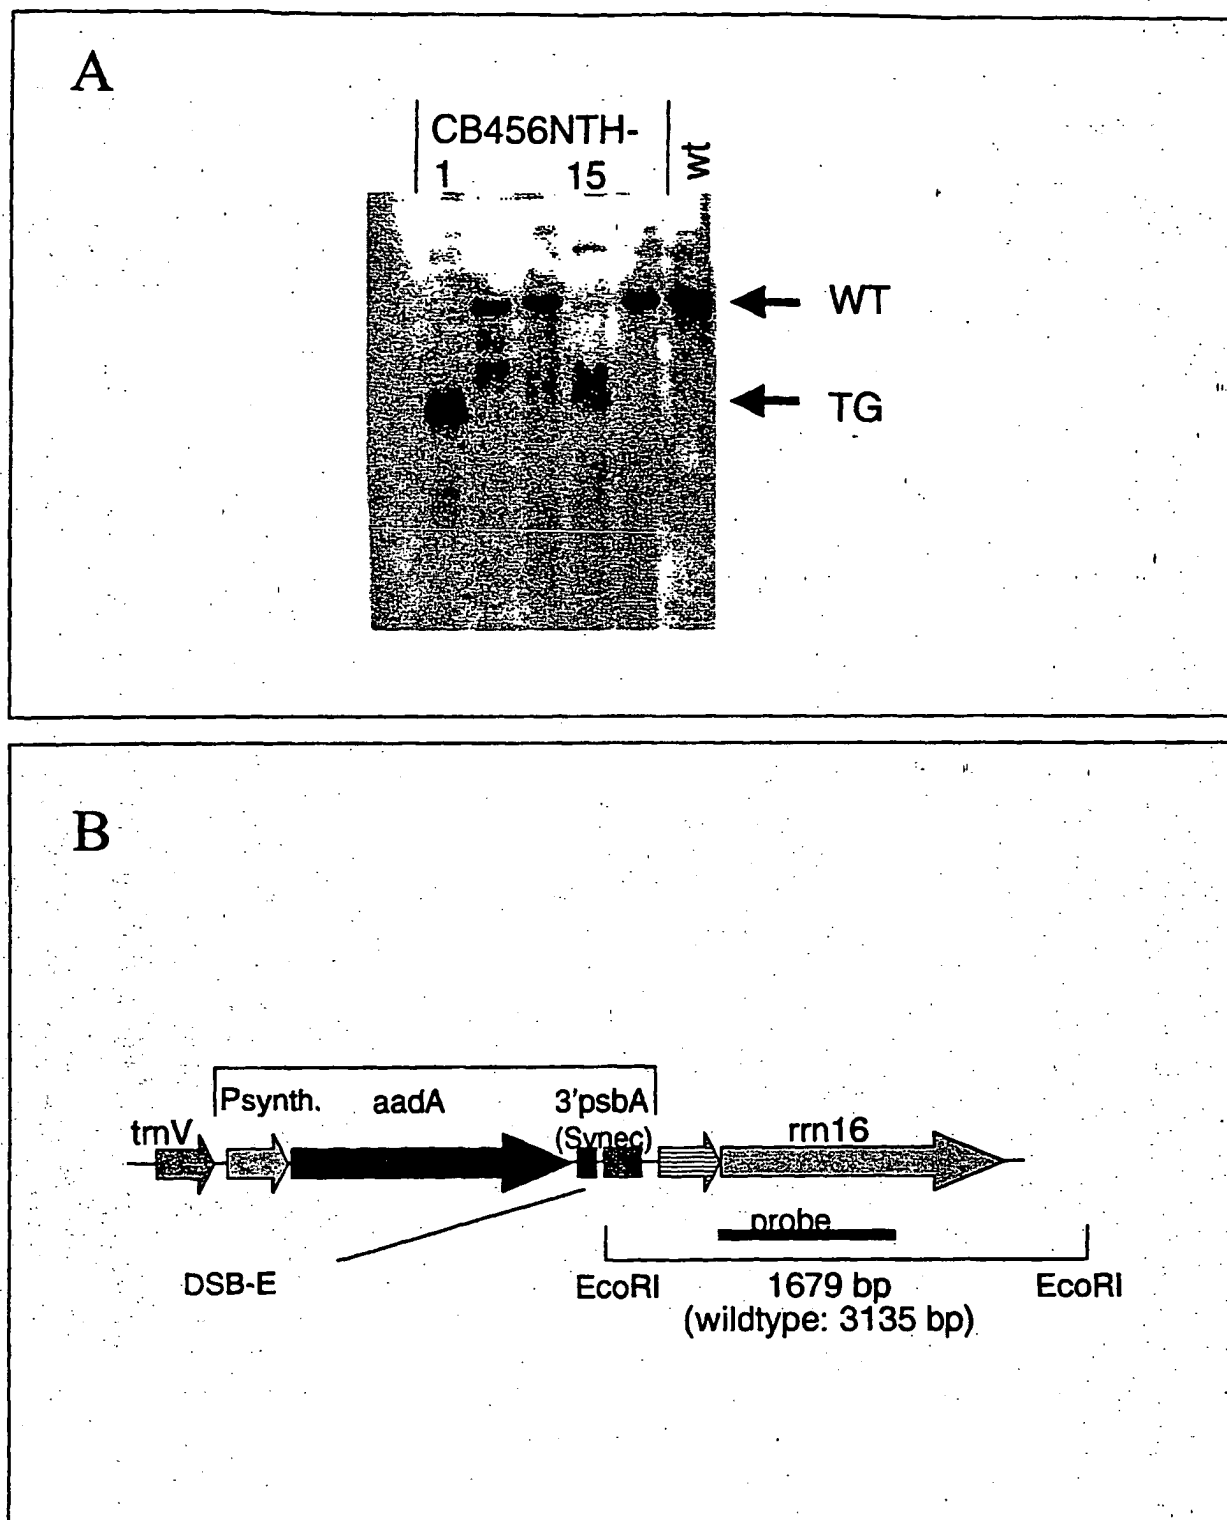 A
CB456NTH-
1 15
wt
WT
TG
B
Psynth. aadA 3'psbA
trnV (Synec) rrn16
probe
DSB-E EcoRI 1679 bp EcoRI
(wildtype: 3135 bp)